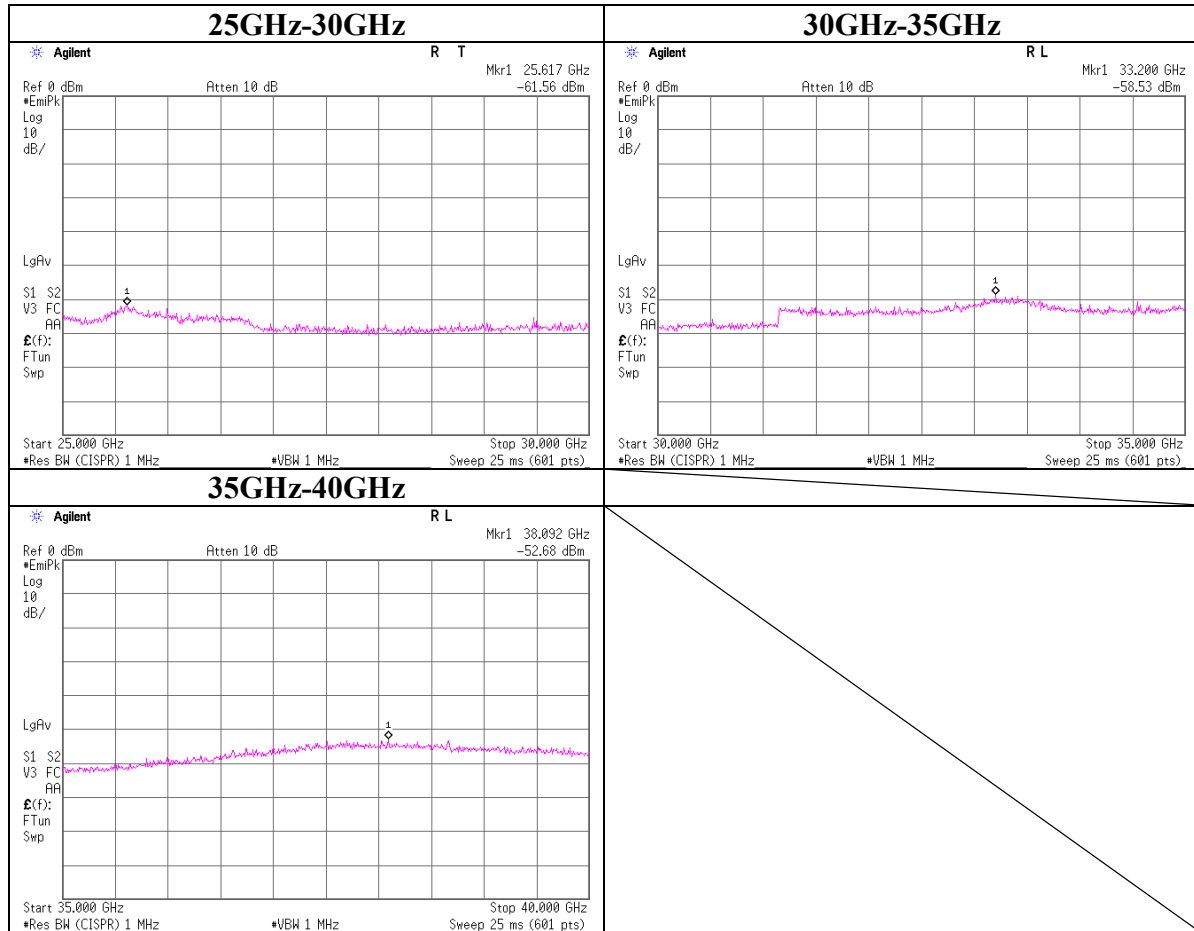 25GHz-30GHz
Agilent R T
Mkr1 25.617 GHz
Ref 0 dBm Atten 10 dB -61.56 dBm
#EmiPk
Log
10
dB/
LgAv
1
S1 S2
V3 FC
AA
£(f):
FTun
Swp
Start 25.000 GHz Stop 30.000 GHz
#Res BW (CISPR) 1 MHz #VBW 1 MHz Sweep 25 ms (601 pts)
30GHz-35GHz
Agilent R L
Mkr1 33.200 GHz
Ref 0 dBm Atten 10 dB -58.53 dBm
#EmiPk
Log
10
dB/
LgAv
1
S1 S2
V3 FC
AA
£(f):
FTun
Swp
Start 30.000 GHz Stop 35.000 GHz
#Res BW (CISPR) 1 MHz #VBW 1 MHz Sweep 25 ms (601 pts)
35GHz-40GHz
Agilent R L
Mkr1 38.092 GHz
Ref 0 dBm Atten 10 dB -52.68 dBm
#EmiPk
Log
10
dB/
LgAv
1
S1 S2
V3 FC
AA
£(f):
FTun
Swp
Start 35.000 GHz Stop 40.000 GHz
#Res BW (CISPR) 1 MHz #VBW 1 MHz Sweep 25 ms (601 pts)